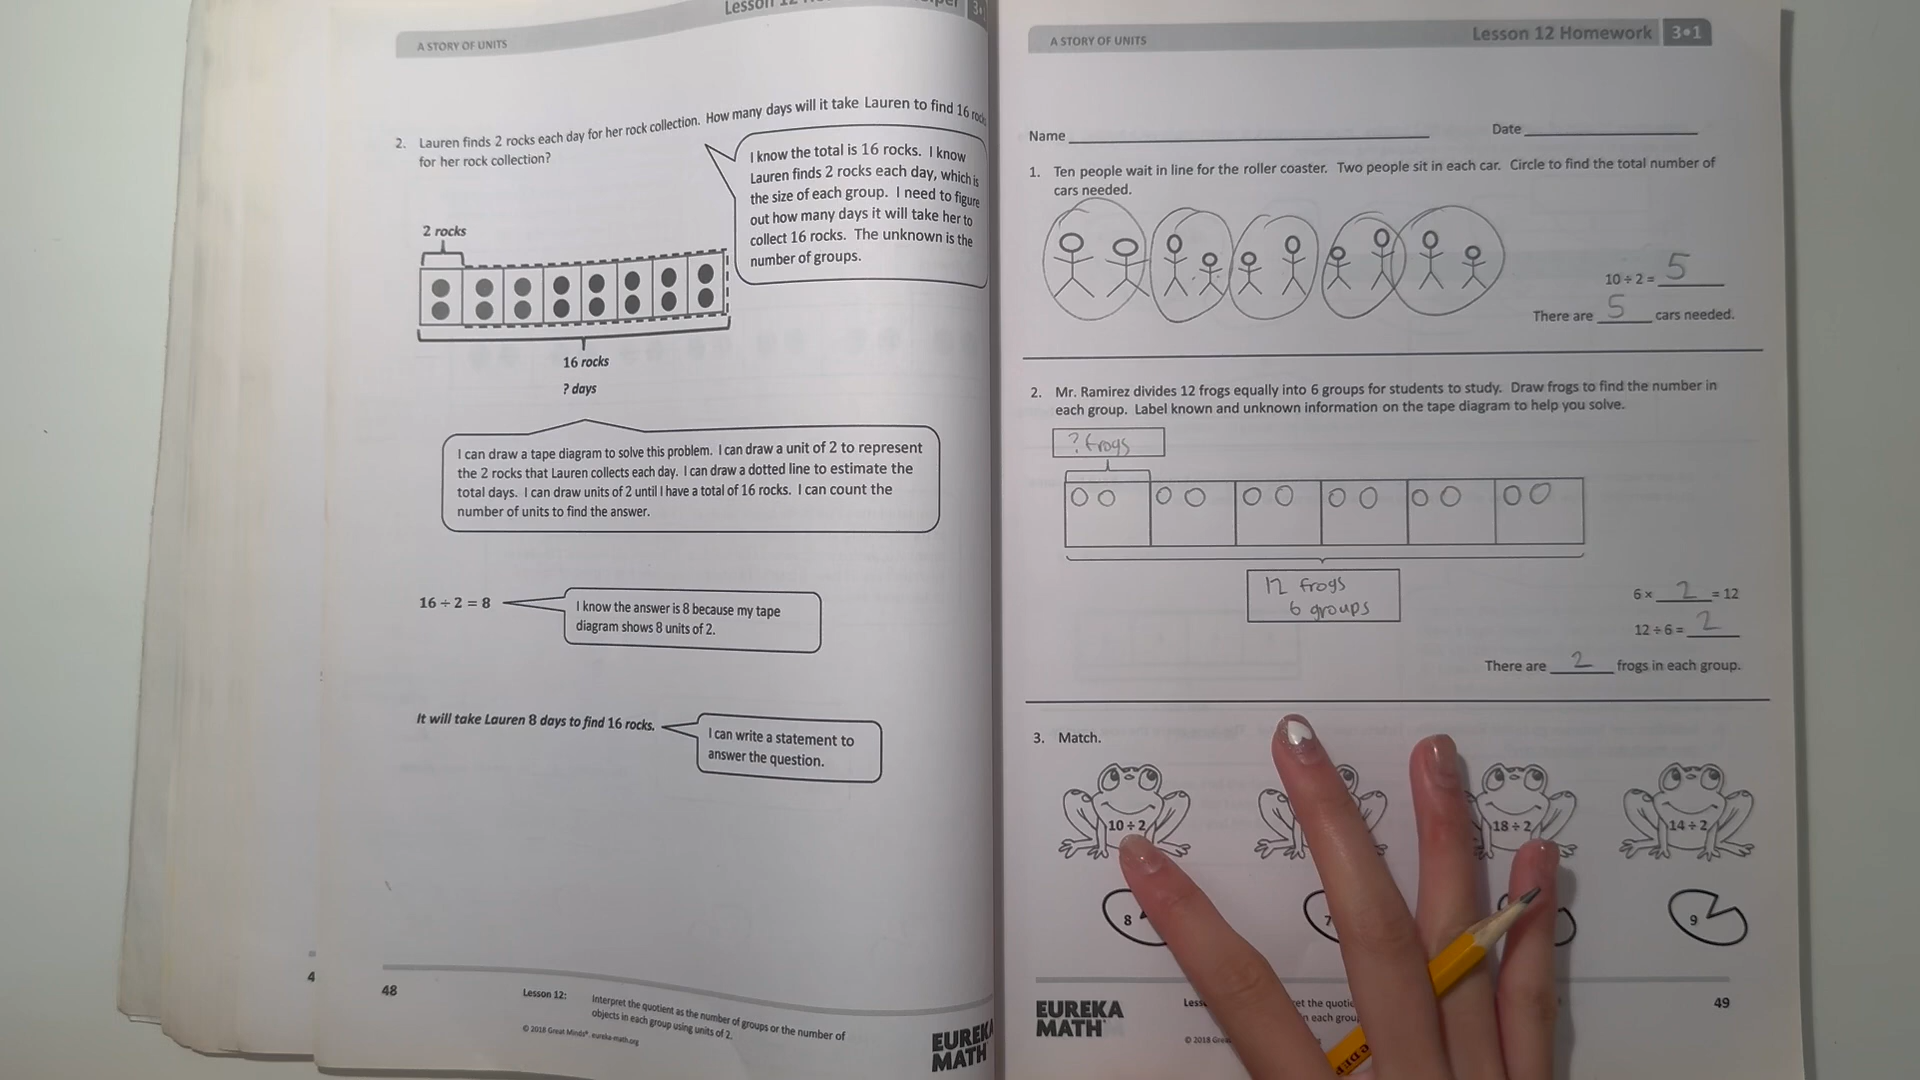 A STORY OF UNITS
Lesson 12
2. Lauren finds 2 rocks each day for her rock collection. How many days will it take Lauren to find 16
for her rock collection?
I know the total is 16 rocks. I know
Lauren finds 2 rocks each day, which is
the size of each group. I need to figure
out how many days it will take her to
collect 16 rocks. The unknown is the
number of groups.
2 rocks
16 rocks
? days
I can draw a tape diagram to solve this problem. I can draw a unit of 2 to represent
the 2 rocks that Lauren collects each day. I can draw a dotted line to estimate the
total days. I can draw units of 2 until I have a total of 16 rocks. I can count the
number of units to find the answer.
16 ÷ 2 = 8
I know the answer is 8 because my tape
diagram shows 8 units of 2.
It will take Lauren 8 days to find 16 rocks.
I can write a statement to
answer the question.
4
48
Lesson 12:
Interpret the quotient as the number of groups or the number of
objects in each group using units of 2.
© 2018 Great Minds®. eureka-math.org
EUREKA
MATH
A STORY OF UNITS
Lesson 12 Homework 3•1
Name
Date
1. Ten people wait in line for the roller coaster. Two people sit in each car. Circle to find the total number of
cars needed.
10 ÷ 2 = 5
There are 5 cars needed.
2. Mr. Ramirez divides 12 frogs equally into 6 groups for students to study. Draw frogs to find the number in
each group. Label known and unknown information on the tape diagram to help you solve.
? frogs
12 frogs
6 groups
6 × 2 = 12
12 ÷ 6 = 2
There are 2 frogs in each group.
3. Match.
10 ÷ 2
18 ÷ 2
14 ÷ 2
8
7
9
EUREKA
MATH
the
each
© 2018
49